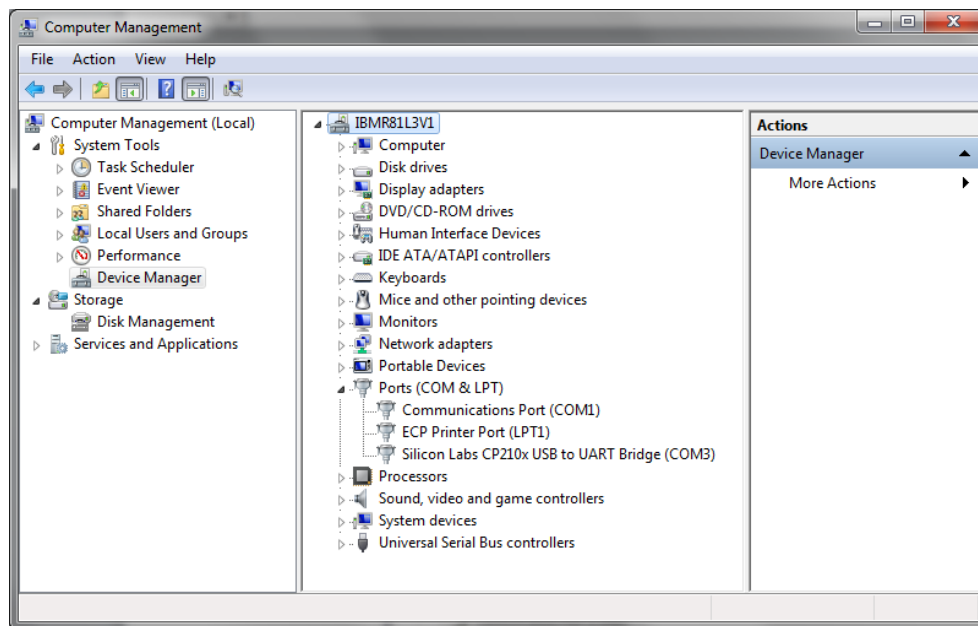 Computer Management
File Action View Help
Computer Management (Local)
System Tools
Task Scheduler
Event Viewer
Shared Folders
Local Users and Groups
Performance
Device Manager
Storage
Disk Management
Services and Applications
IBMR81L3V1
Computer
Disk drives
Display adapters
DVD/CD-ROM drives
Human Interface Devices
IDE ATA/ATAPI controllers
Keyboards
Mice and other pointing devices
Monitors
Network adapters
Portable Devices
Ports (COM & LPT)
Communications Port (COM1)
ECP Printer Port (LPT1)
Silicon Labs CP210x USB to UART Bridge (COM3)
Processors
Sound, video and game controllers
System devices
Universal Serial Bus controllers
Actions
Device Manager
More Actions